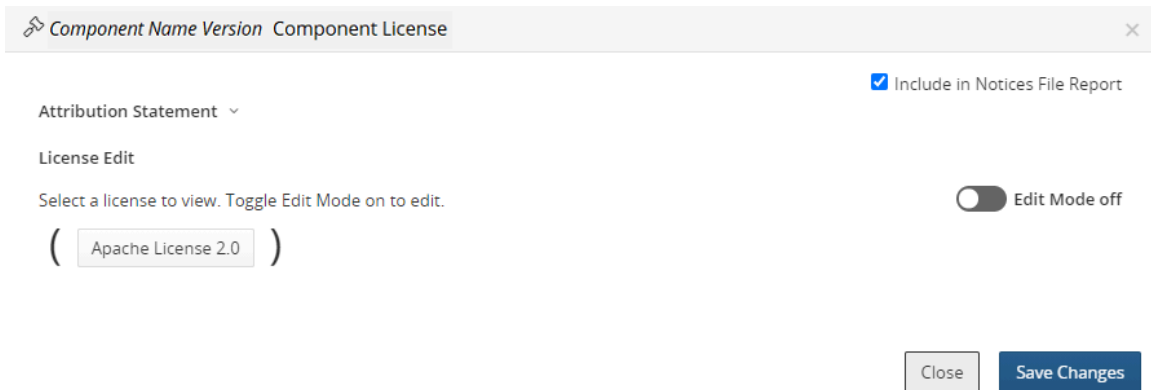 Component Name Version Component License
Include in Notices File Report
Attribution Statement
License Edit
Select a license to view. Toggle Edit Mode on to edit.
Edit Mode off
( Apache License 2.0 )
Close
Save Changes